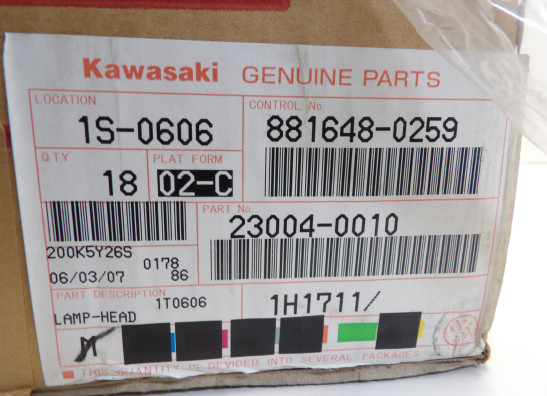 Kawasaki GENUINE PARTS
LOCATION
1S-0606
CONTROL No.
881648-0259
QTY
18
PLAT FORM
02-C
PART No.
23004-0010
200K5Y26S
0178
06/03/07 86
PART DESCRIPTION
1T0606
1H1711/
LAMP-HEAD
M
THIS QUANTITY IS DEVIDED INTO SEVERAL PACKAGES